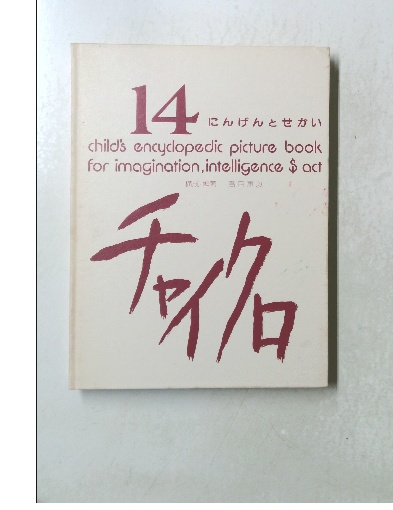 14 にんげんとせかい
child's encyclopedic picture book
for imagination,intelligence $ act
チャイクロ